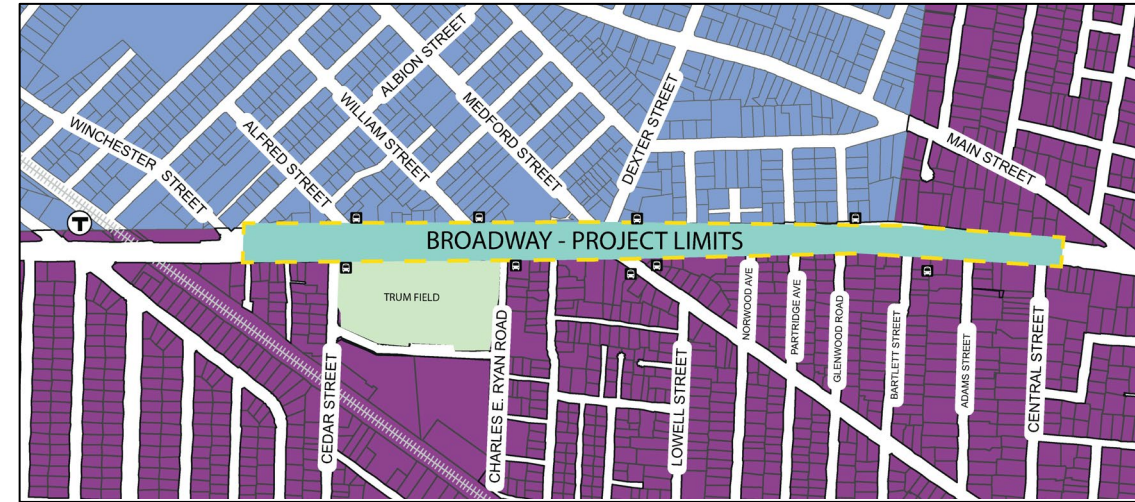 ALBION STREET
WILLIAM STREET
MEDFORD STREET
DEXTER STREET
WINCHESTER STREET
ALFRED STREET
MAIN STREET
T
BROADWAY - PROJECT LIMITS
TRUM FIELD
CEDAR STREET
CHARLES E. RYAN ROAD
LOWELL STREET
NORWOOD AVE
PARTRIDGE AVE
GLENWOOD ROAD
BARTLETT STREET
ADAMS STREET
CENTRAL STREET